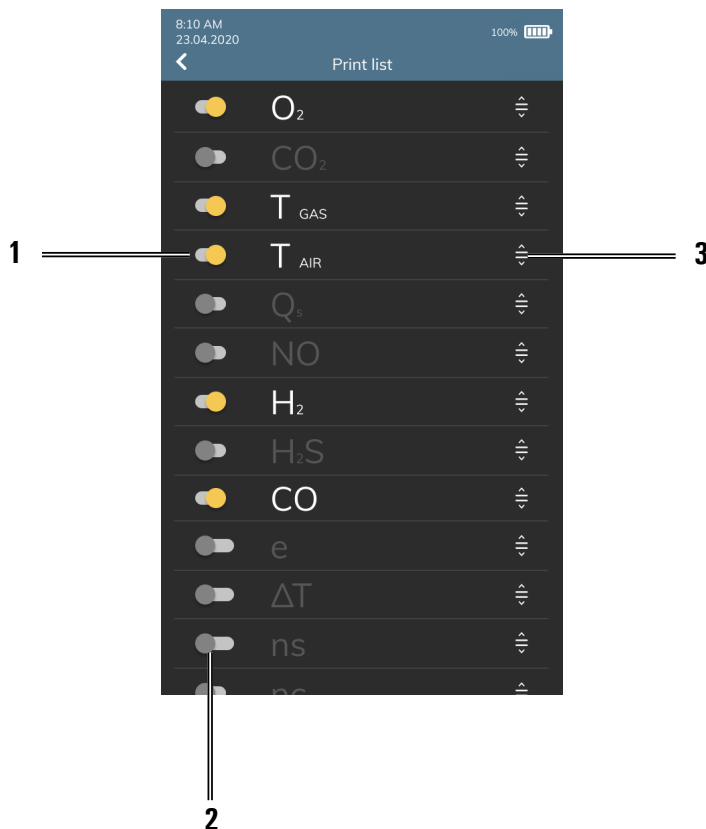 8:10 AM
23.04.2020
100%
Print list
O₂
CO₂
T GAS
1
T AIR
3
Qₛ
NO
H₂
H₂S
CO
e
ΔT
ns
2